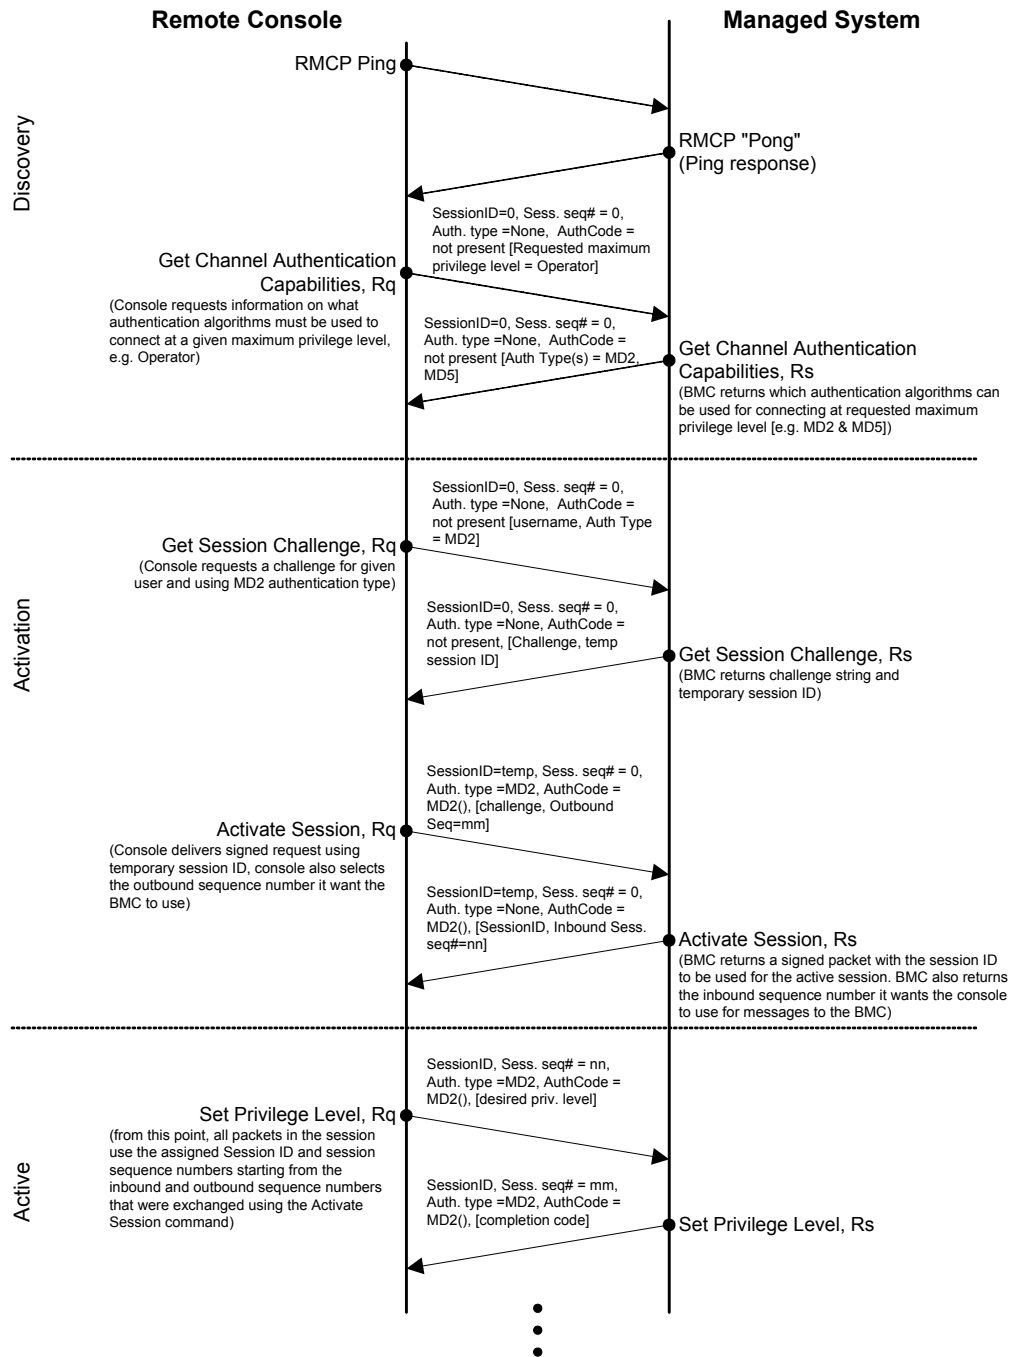 Remote Console
Managed System
Discovery
RMCP Ping
RMCP "Pong"
(Ping response)
SessionID=0, Sess. seq# = 0,
Auth. type =None, AuthCode =
not present [Requested maximum
privilege level = Operator]
Get Channel Authentication
Capabilities, Rq
(Console requests information on what
authentication algorithms must be used to
connect at a given maximum privilege level,
e.g. Operator)
SessionID=0, Sess. seq# = 0,
Auth. type =None, AuthCode =
not present [Auth Type(s) = MD2,
MD5]
Get Channel Authentication
Capabilities, Rs
(BMC returns which authentication algorithms can
be used for connecting at requested maximum
privilege level [e.g. MD2 & MD5])
Activation
SessionID=0, Sess. seq# = 0,
Auth. type =None, AuthCode =
not present [username, Auth Type
= MD2]
Get Session Challenge, Rq
(Console requests a challenge for given
user and using MD2 authentication type)
SessionID=0, Sess. seq# = 0,
Auth. type =None, AuthCode =
not present, [Challenge, temp
session ID]
Get Session Challenge, Rs
(BMC returns challenge string and
temporary session ID)
SessionID=temp, Sess. seq# = 0,
Auth. type =MD2, AuthCode =
MD2(), [challenge, Outbound
Seq=mm]
Activate Session, Rq
(Console delivers signed request using
temporary session ID, console also selects
the outbound sequence number it want the
BMC to use)
SessionID=temp, Sess. seq# = 0,
Auth. type =None, AuthCode =
MD2(), [SessionID, Inbound Sess.
seq#=nn]
Activate Session, Rs
(BMC returns a signed packet with the session ID
to be used for the active session. BMC also returns
the inbound sequence number it wants the console
to use for messages to the BMC)
Active
SessionID, Sess. seq# = nn,
Auth. type =MD2, AuthCode =
MD2(), [desired priv. level]
Set Privilege Level, Rq
(from this point, all packets in the session
use the assigned Session ID and session
sequence numbers starting from the
inbound and outbound sequence numbers
that were exchanged using the Activate
Session command)
SessionID, Sess. seq# = mm,
Auth. type =MD2, AuthCode =
MD2(), [completion code]
Set Privilege Level, Rs